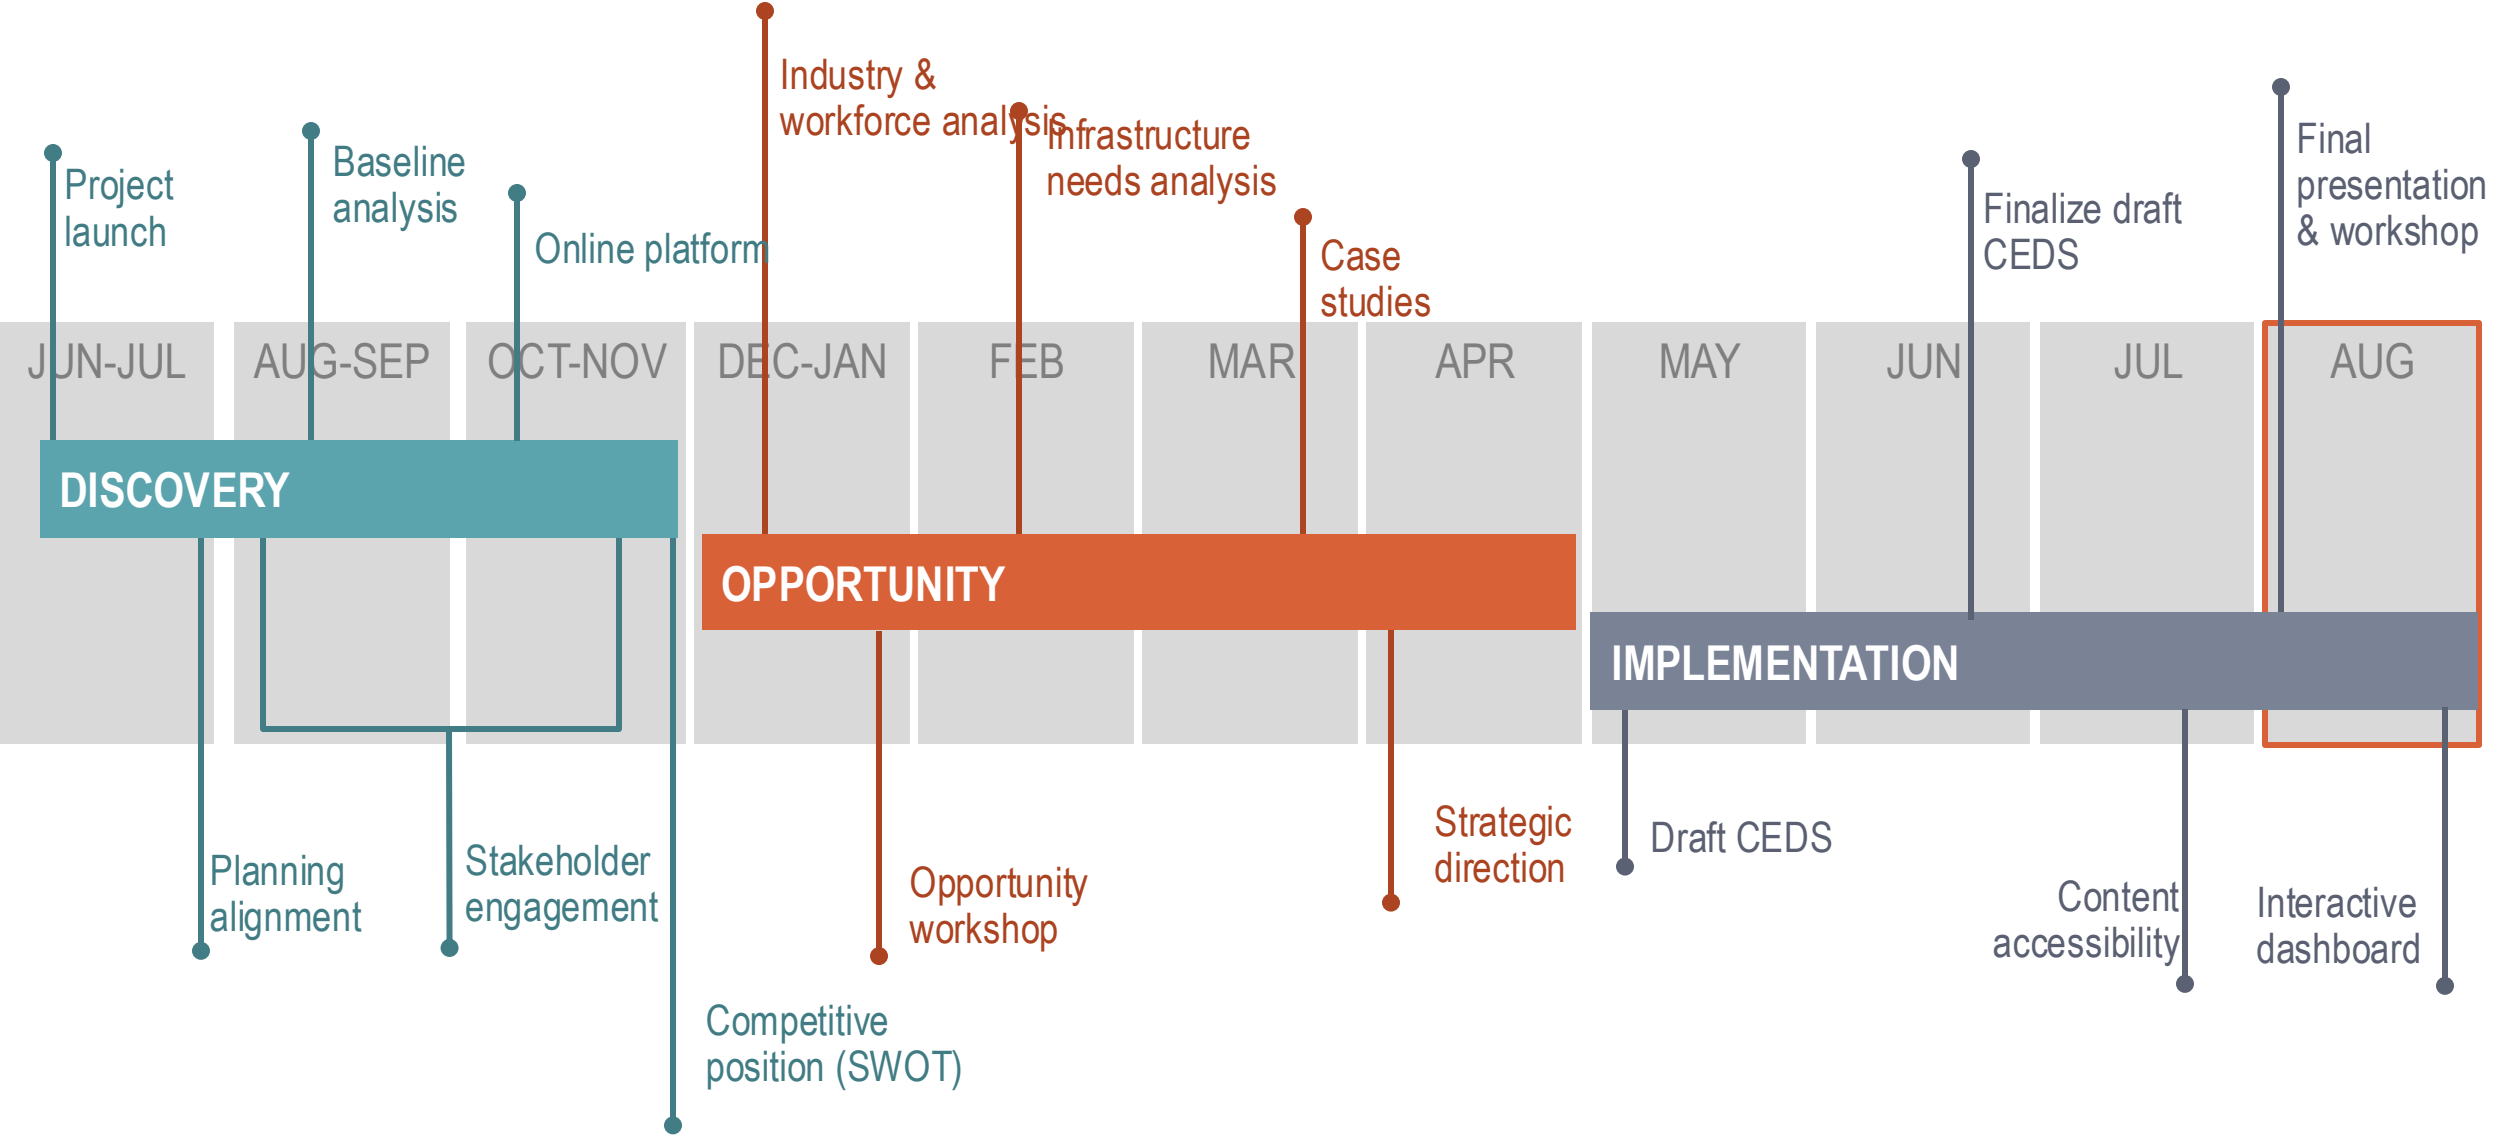 Industry &
workforce analysis
Infrastructure
needs analysis
Project
launch
Baseline
analysis
Online platform
Case
studies
Finalize draft
CEDS
Final
presentation
& workshop
JUN-JUL
AUG-SEP
OCT-NOV
DEC-JAN
FEB
MAR
APR
MAY
JUN
JUL
AUG
DISCOVERY
OPPORTUNITY
IMPLEMENTATION
Planning
alignment
Stakeholder
engagement
Competitive
position (SWOT)
Opportunity
workshop
Strategic
direction
Draft CEDS
Content
accessibility
Interactive
dashboard